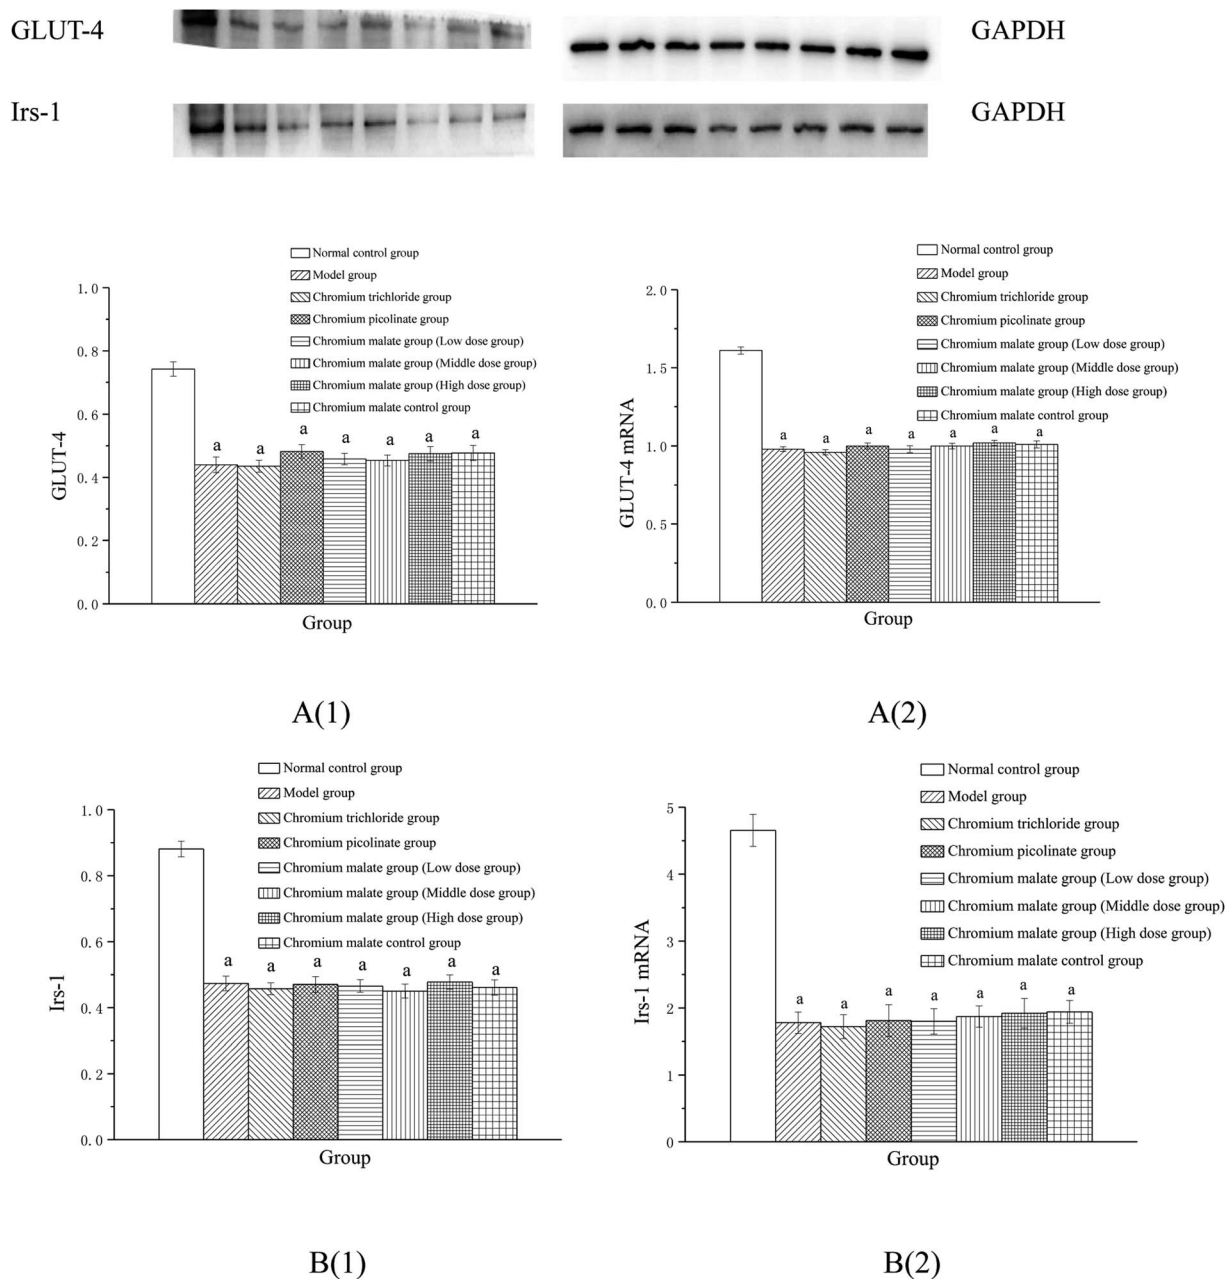 GLUT-4
GAPDH
Irs-1
GAPDH
Normal control group
Model group
Chromium trichloride group
Chromium picolinate group
Chromium malate group (Low dose group)
Chromium malate group (Middle dose group)
Chromium malate group (High dose group)
Chromium malate control group
1.0
0.8
0.6
0.4
0.2
0.0
GLUT-4
a a a a a a a
Group
A(1)
Normal control group
Model group
Chromium trichloride group
Chromium picolinate group
Chromium malate group (Low dose group)
Chromium malate group (Middle dose group)
Chromium malate group (High dose group)
Chromium malate control group
2.0
1.5
1.0
0.5
0.0
GLUT-4 mRNA
a a a a a a a
Group
A(2)
Normal control group
Model group
Chromium trichloride group
Chromium picolinate group
Chromium malate group (Low dose group)
Chromium malate group (Middle dose group)
Chromium malate group (High dose group)
Chromium malate control group
1.0
0.8
0.6
0.4
0.2
0.0
Irs-1
a a a a a a a
Group
B(1)
Normal control group
Model group
Chromium trichloride group
Chromium picolinate group
Chromium malate group (Low dose group)
Chromium malate group (Middle dose group)
Chromium malate group (High dose group)
Chromium malate control group
5
4
3
2
1
0
Irs-1 mRNA
a a a a a a a
Group
B(2)